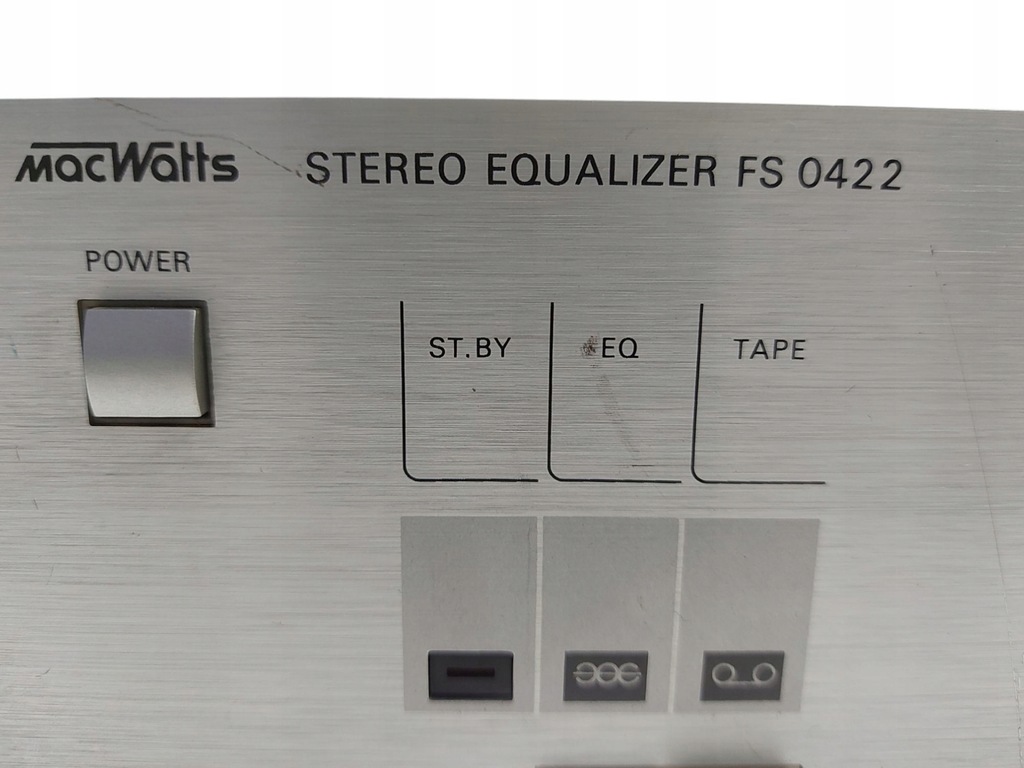 MacWatts STEREO EQUALIZER FS 0422
POWER
ST.BY EQ TAPE